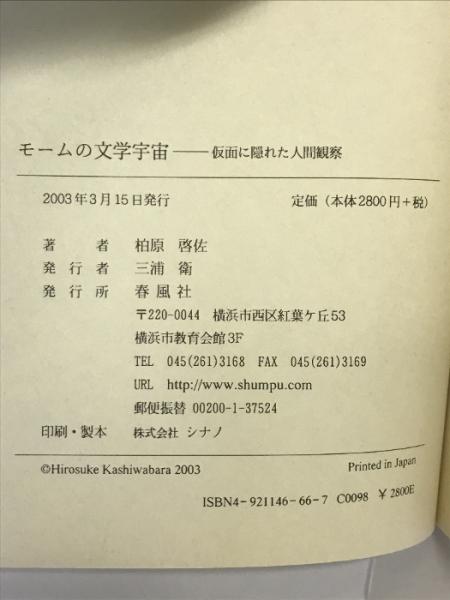 モームの文学宇宙――仮面に隠れた人間観察
2003年3月15日発行　定価（本体2800円+税）
著者　柏原 啓佐
発行者　三浦 衛
発行所　春風社
〒220-0044　横浜市西区紅葉ケ丘53
横浜市教育会館3F
TEL　045(261)3168　FAX　045(261)3169
URL　http://www.shumpu.com
郵便振替　00200-1-37524
印刷・製本　株式会社 シナノ
©Hirosuke Kashiwabara 2003　Printed in Japan
ISBN4-921146-66-7　C0098　￥2800E